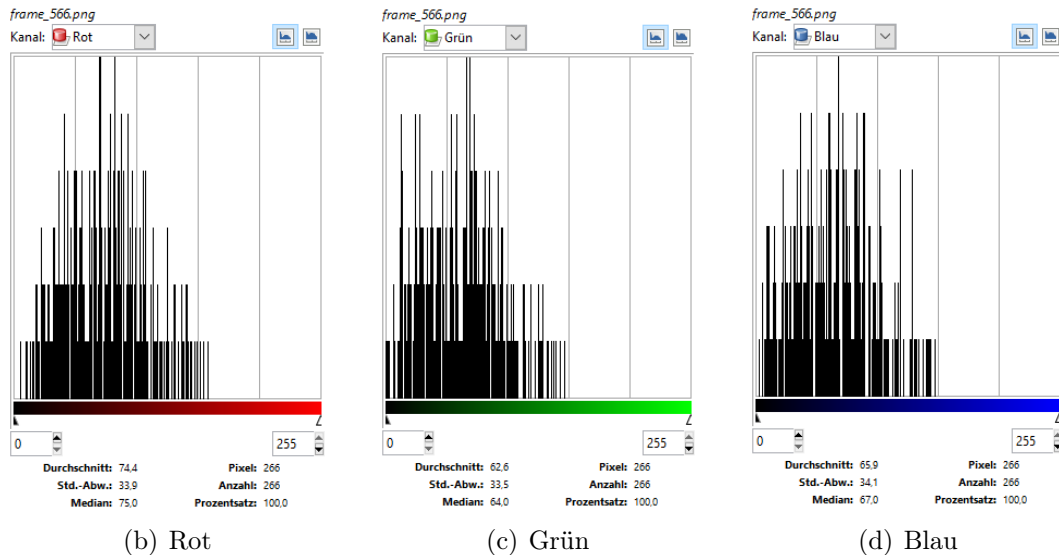 frame_566.png
Kanal: Rot
0 255
Durchschnitt: 74,4 Pixel: 266
Std.-Abw.: 33,9 Anzahl: 266
Median: 75,0 Prozentsatz: 100,0
(b) Rot
frame_566.png
Kanal: Grün
0 255
Durchschnitt: 62,6 Pixel: 266
Std.-Abw.: 33,5 Anzahl: 266
Median: 64,0 Prozentsatz: 100,0
(c) Grün
frame_566.png
Kanal: Blau
0 255
Durchschnitt: 65,9 Pixel: 266
Std.-Abw.: 34,1 Anzahl: 266
Median: 67,0 Prozentsatz: 100,0
(d) Blau